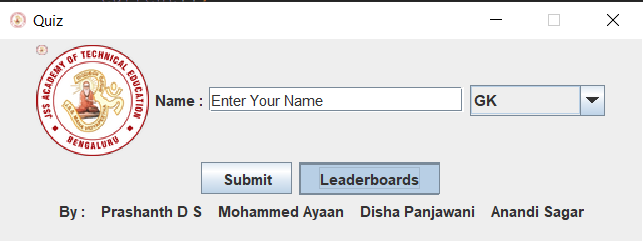 Quiz
JSS ACADEMY OF TECHNICAL EDUCATION
BENGALURU
Name : Enter Your Name GK
Submit Leaderboards
By : Prashanth D S Mohammed Ayaan Disha Panjawani Anandi Sagar